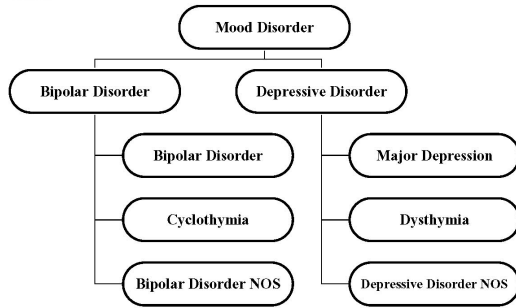 Mood Disorder
Bipolar Disorder
Depressive Disorder
Bipolar Disorder
Major Depression
Cyclothymia
Dysthymia
Bipolar Disorder NOS
Depressive Disorder NOS